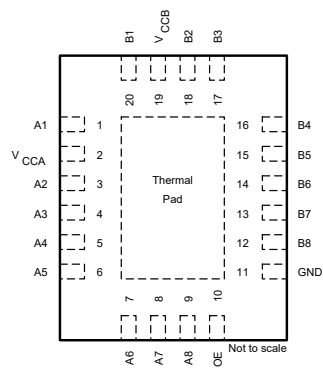 B1 V CCB B2 B3
20 19 18 17
A1 1 16 B4
V CCA 2 15 B5
A2 3 14 B6
Thermal
Pad
A3 4 13 B7
A4 5 12 B8
A5 6 11 GND
7 8 9 10
Not to scale
A6 A7 A8 OE